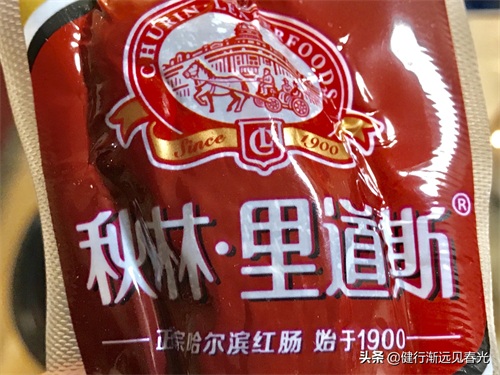 CHURIN-LIDUSERFOODS
Since 1900
秋林·里道斯®
正宗哈尔滨红肠 始于1900
头条 @健行渐远见春光